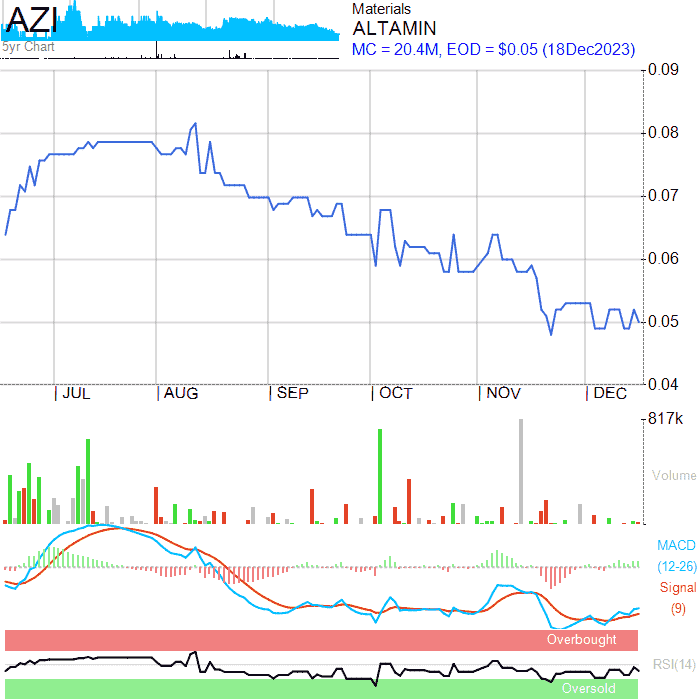 AZI
5yr Chart
Materials
ALTAMIN
MC = 20.4M, EOD = $0.05 (18Dec2023)
0.09
0.08
0.07
0.06
0.05
0.04
JUL AUG SEP OCT NOV DEC
817k
Volume
MACD
(12-26)
Signal
(9)
Overbought
RSI(14)
Oversold